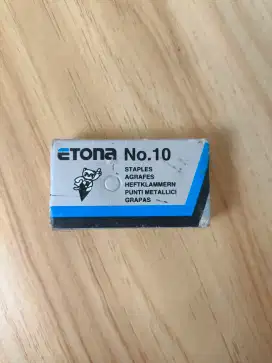 ETONA No.10
STAPLES
AGRAFES
HEFTKLAMMERN
PUNTI METALLICI
GRAPAS